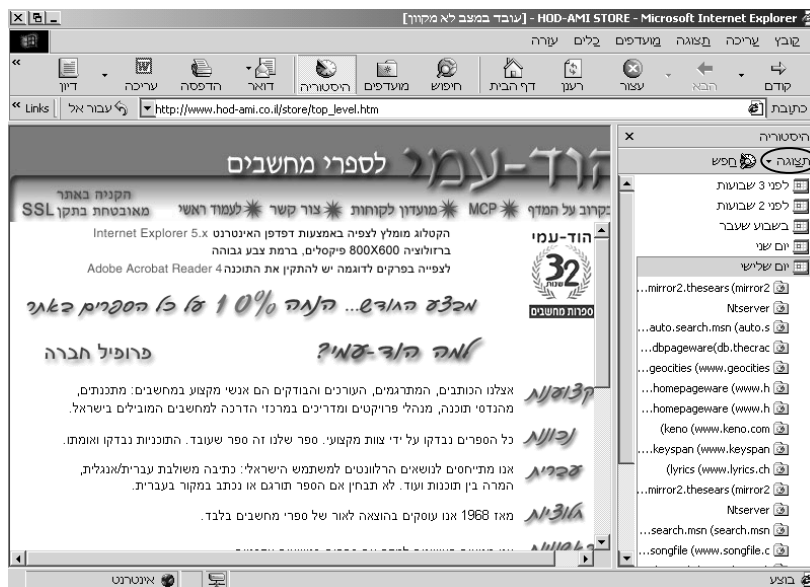 HOD-AMI STORE - Microsoft Internet Explorer - [עובד במצב לא מקוון]
קובץ עריכה תצוגה מועדפים כלים עזרה
קודם הבא עצור רענן דף הבית חיפוש מועדפים היסטוריה דואר הדפסה עריכה דיון
כתובת http://www.hod-ami.co.il/store/top_level.htm עבור אל Links
היסטוריה
תצוגה חפש
לפני 3 שבועות
לפני 2 שבועות
בשבוע שעבר
יום שני
יום שלישי
...mirror2.thesears (mirror2
Ntserver
...auto.search.msn (auto.s
...dbpageware(db.thecrac
...geocities (www.geocities
...homepageware (www.h
...homepageware (www.h
(keno (www.keno.com
...keyspan (www.keyspan
(lyrics (www.lyrics.ch
...mirror2.thesears (mirror2
Ntserver
...search.msn (search.msn
...songfile (www.songfile.c
הוד-עמי לספרי מחשבים
בקרוב על המדף MCP מועדון לקוחות צור קשר לעמוד ראשי
הקניה באתר
מאובטחת בתקן SSL
הוד-עמי
32
שנות
ספרות מחשבים
הקטלוג מומלץ לצפיה באמצעות דפדפן האינטרנט Internet Explorer 5.x
ברזולוציה 800X600 פיקסלים, ברמת צבע גבוהה
לצפייה בפרקים לדוגמה יש להתקין את התוכנה Adobe Acrobat Reader 4
מבצע החודש... הנחה 10% על כל הספרים באתר
למה הוד-עמי?
פרופיל חברה
קצוענות
אצלנו הכותבים, המתרגמים, העורכים והבודקים הם אנשי מקצוע במחשבים: מתכנתים,
מהנדסי תוכנה, מנהלי פרויקטים ומדריכים במרכזי הדרכה למחשבים המובילים בישראל.
נכונות
כל הספרים נבדקו על ידי צוות מקצועי. ספר שלנו זה ספר שעובד. התוכניות נבדקו ואומתו.
עברית
אנו מתייחסים לנושאים הרלוונטים למשתמש הישראלי: כתיבה משולבת עברית/אנגלית,
המרה בין תוכנות ועוד. לא תבחין אם הספר תורגם או נכתב במקור בעברית.
חלוציות
מאז 1968 אנו עוסקים בהוצאה לאור של ספרי מחשבים בלבד.
בוצע
אינטרנט